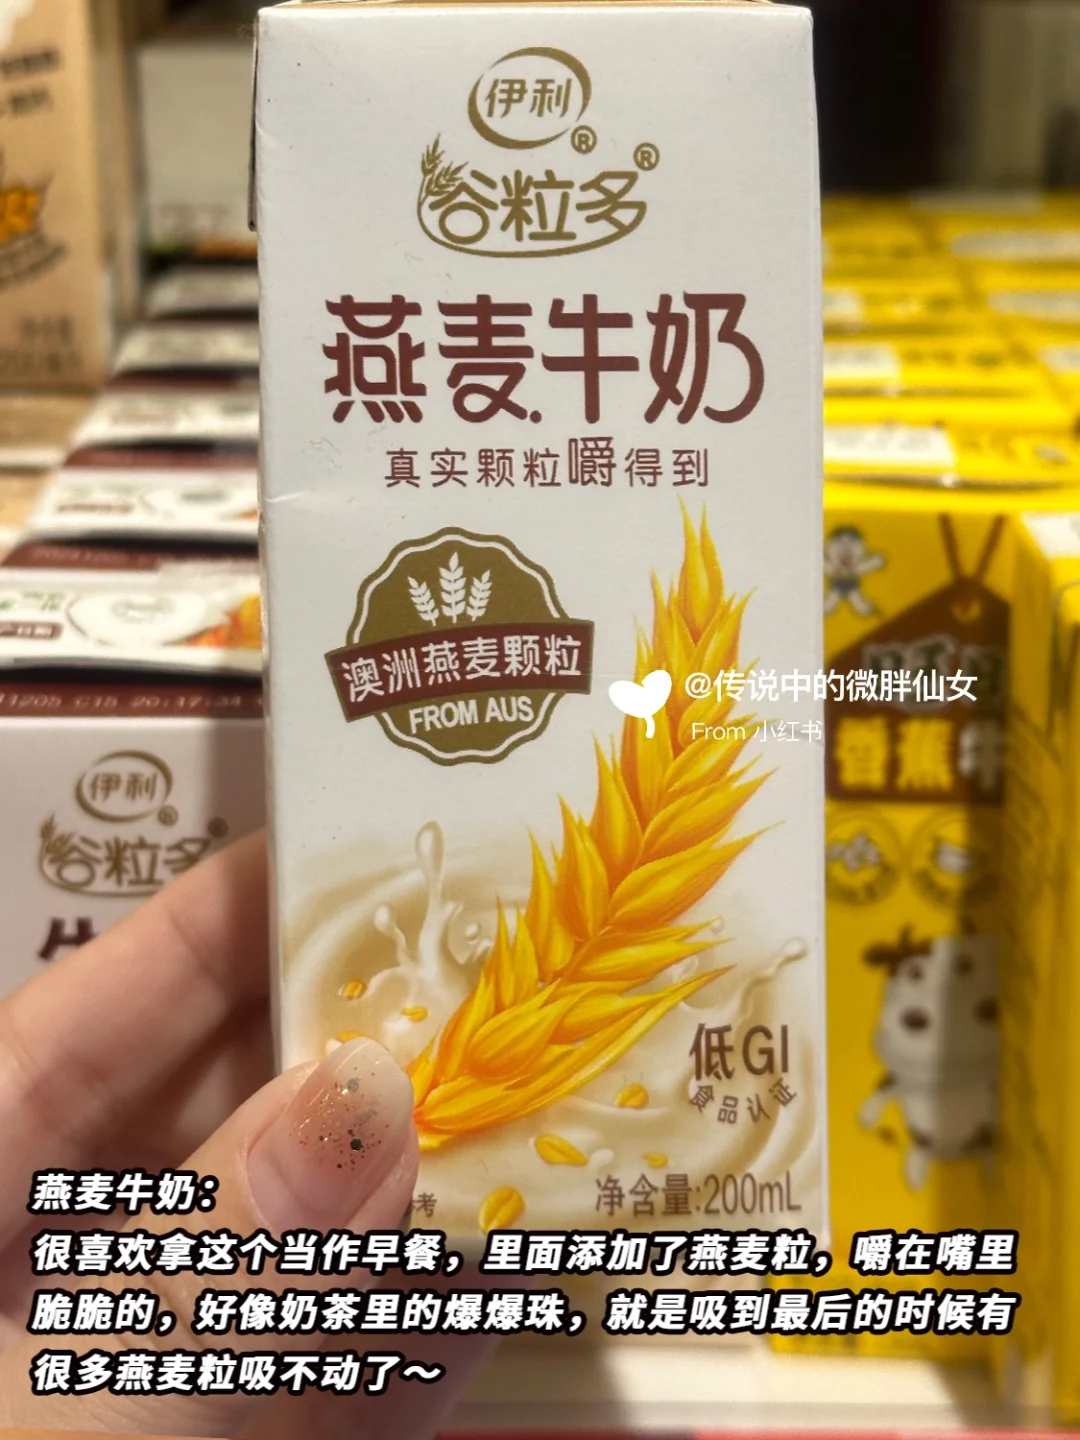 伊利
®
谷粒多®
燕麦牛奶
真实颗粒嚼得到
澳洲燕麦颗粒
FROM AUS
@传说中的微胖仙女
From 小红书
香蕉牛
伊利
®
谷粒多
牛
低GI
食品认证
考
净含量:200mL
燕麦牛奶：
很喜欢拿这个当作早餐，里面添加了燕麦粒，嚼在嘴里
脆脆的，好像奶茶里的爆爆珠，就是吸到最后的时候有
很多燕麦粒吸不动了～